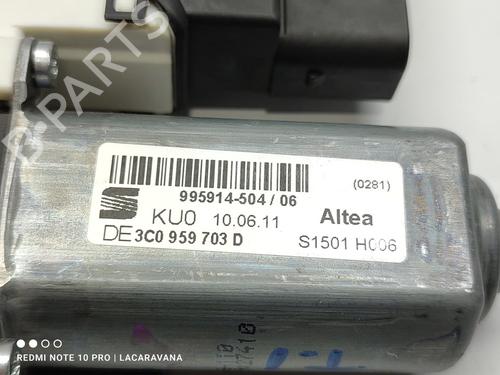 995914-504 / 06
(0281)
KU0 10.06.11 Altea
DE 3C0 959 703 D S1501 H006
REDMI NOTE 10 PRO | LACARAVANA